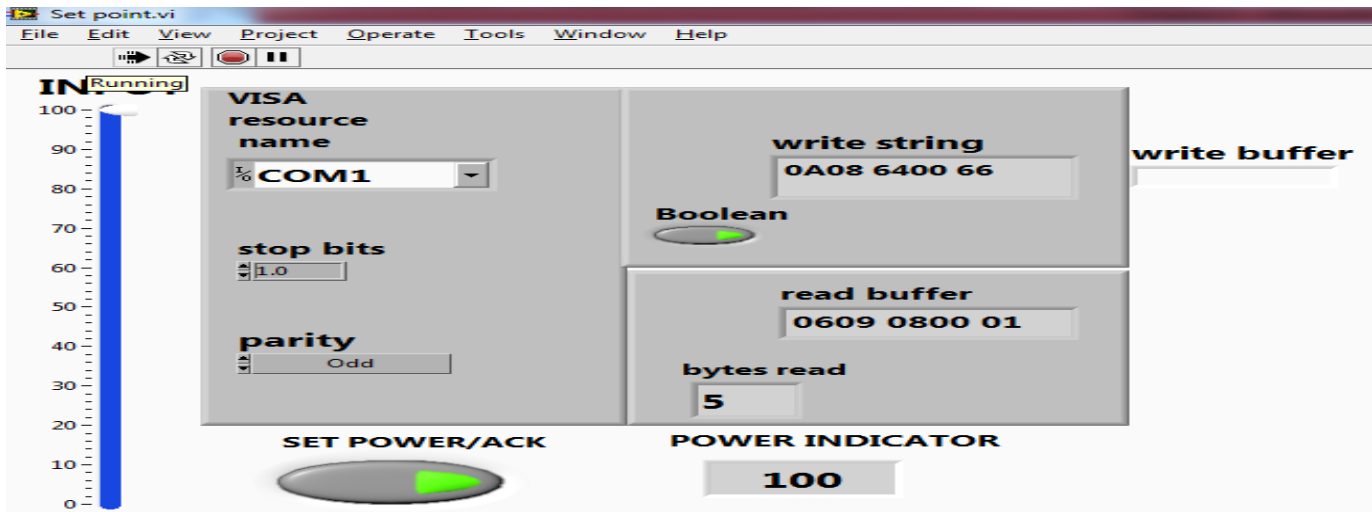 Set point.vi
File Edit View Project Operate Tools Window Help
Running
100
90
80
70
60
50
40
30
20
10
0
VISA
resource
name
I/O COM1
stop bits
1.0
parity
Odd
write string
0A08 6400 66
Boolean
write buffer
read buffer
0609 0800 01
bytes read
5
SET POWER/ACK
POWER INDICATOR
100